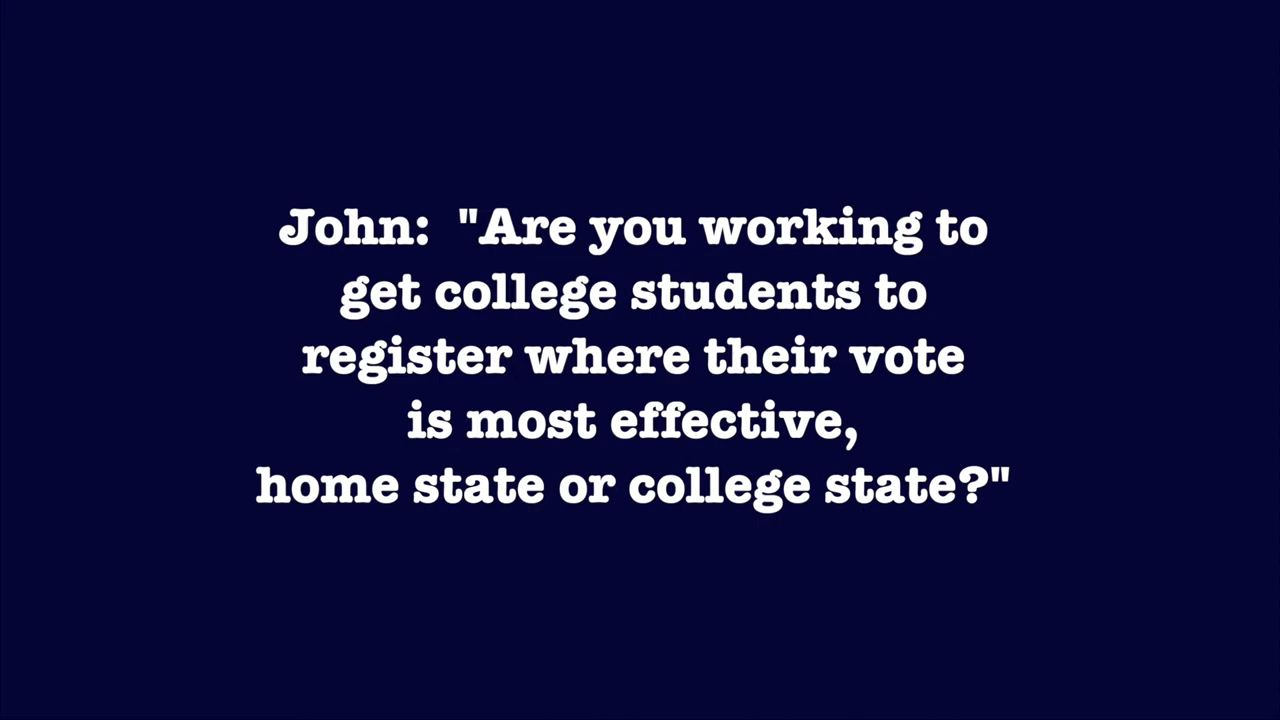 John:  "Are you working to
get college students to
register where their vote
is most effective,
home state or college state?"